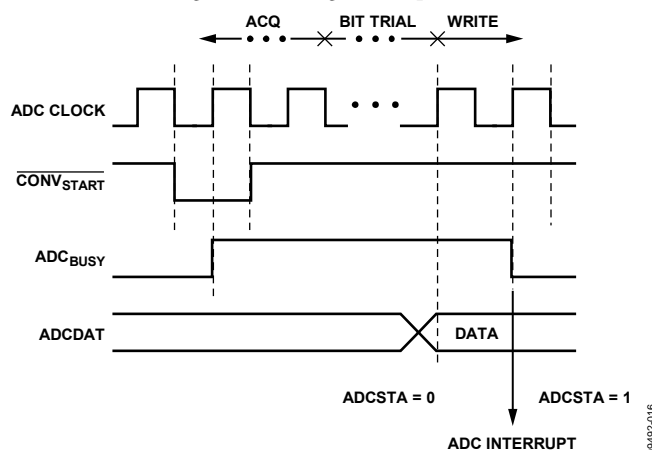 ACQ BIT TRIAL WRITE
ADC CLOCK
CONVSTART
ADCBUSY
ADCDAT
DATA
ADCSTA = 0
ADCSTA = 1
ADC INTERRUPT